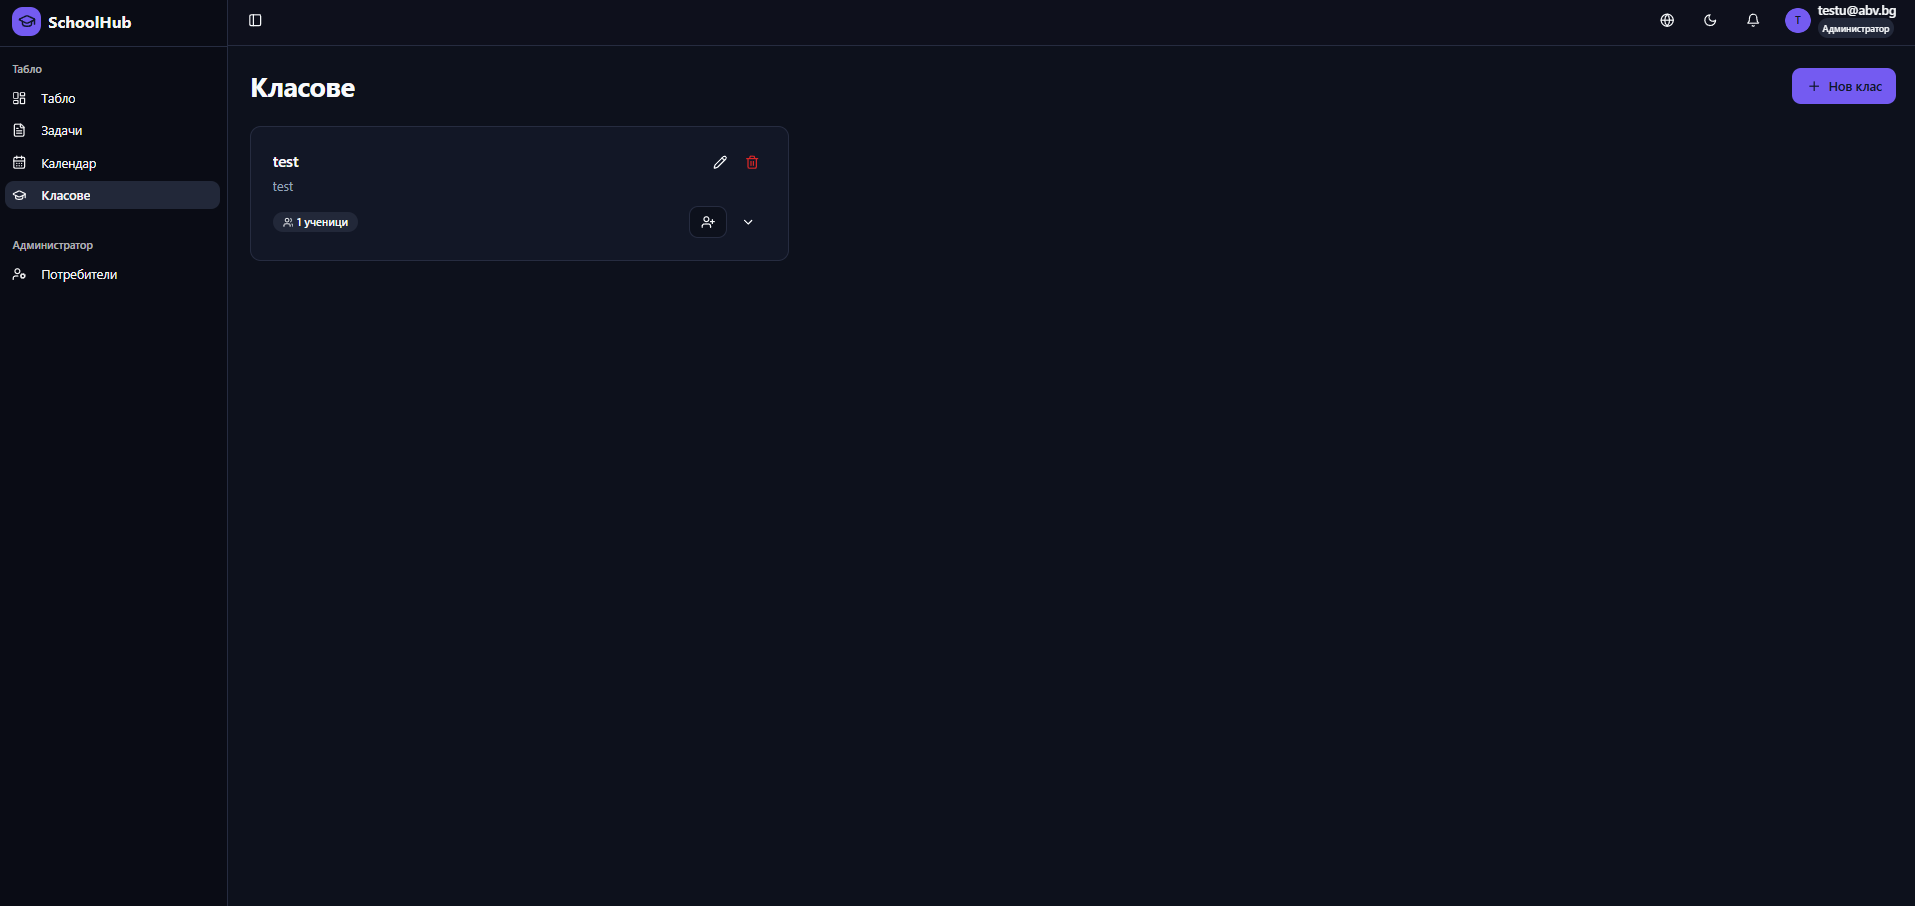 SchoolHub
testu@abv.bg
T
Администратор
Табло
Табло
Задачи
Календар
Класове
Администратор
Потребители
Класове
+ Нов клас
test
test
1 ученици